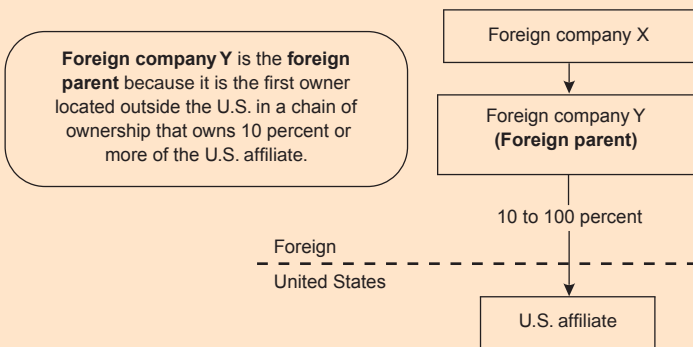 Foreign company Y is the foreign
parent because it is the first owner
located outside the U.S. in a chain of
ownership that owns 10 percent or
more of the U.S. affiliate.
Foreign company X
Foreign company Y
(Foreign parent)
10 to 100 percent
Foreign
United States
U.S. affiliate